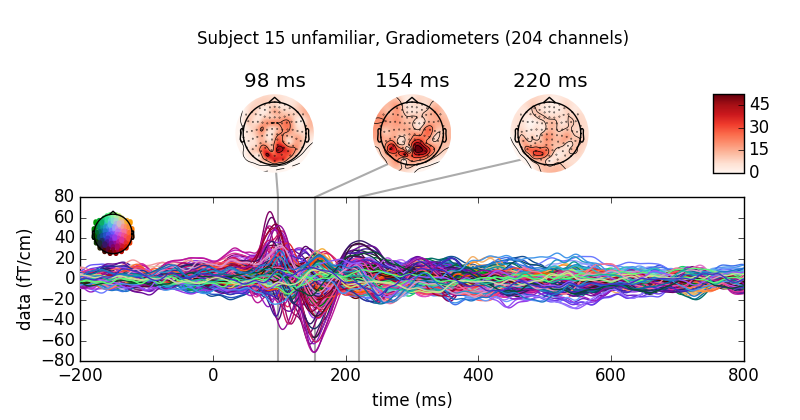 Subject 15 unfamiliar, Gradiometers (204 channels)
98 ms 154 ms 220 ms
45
30
15
0
80
60
40
20
0
−20
−40
−60
−80
data (fT/cm)
−200 0 200 400 600 800
time (ms)